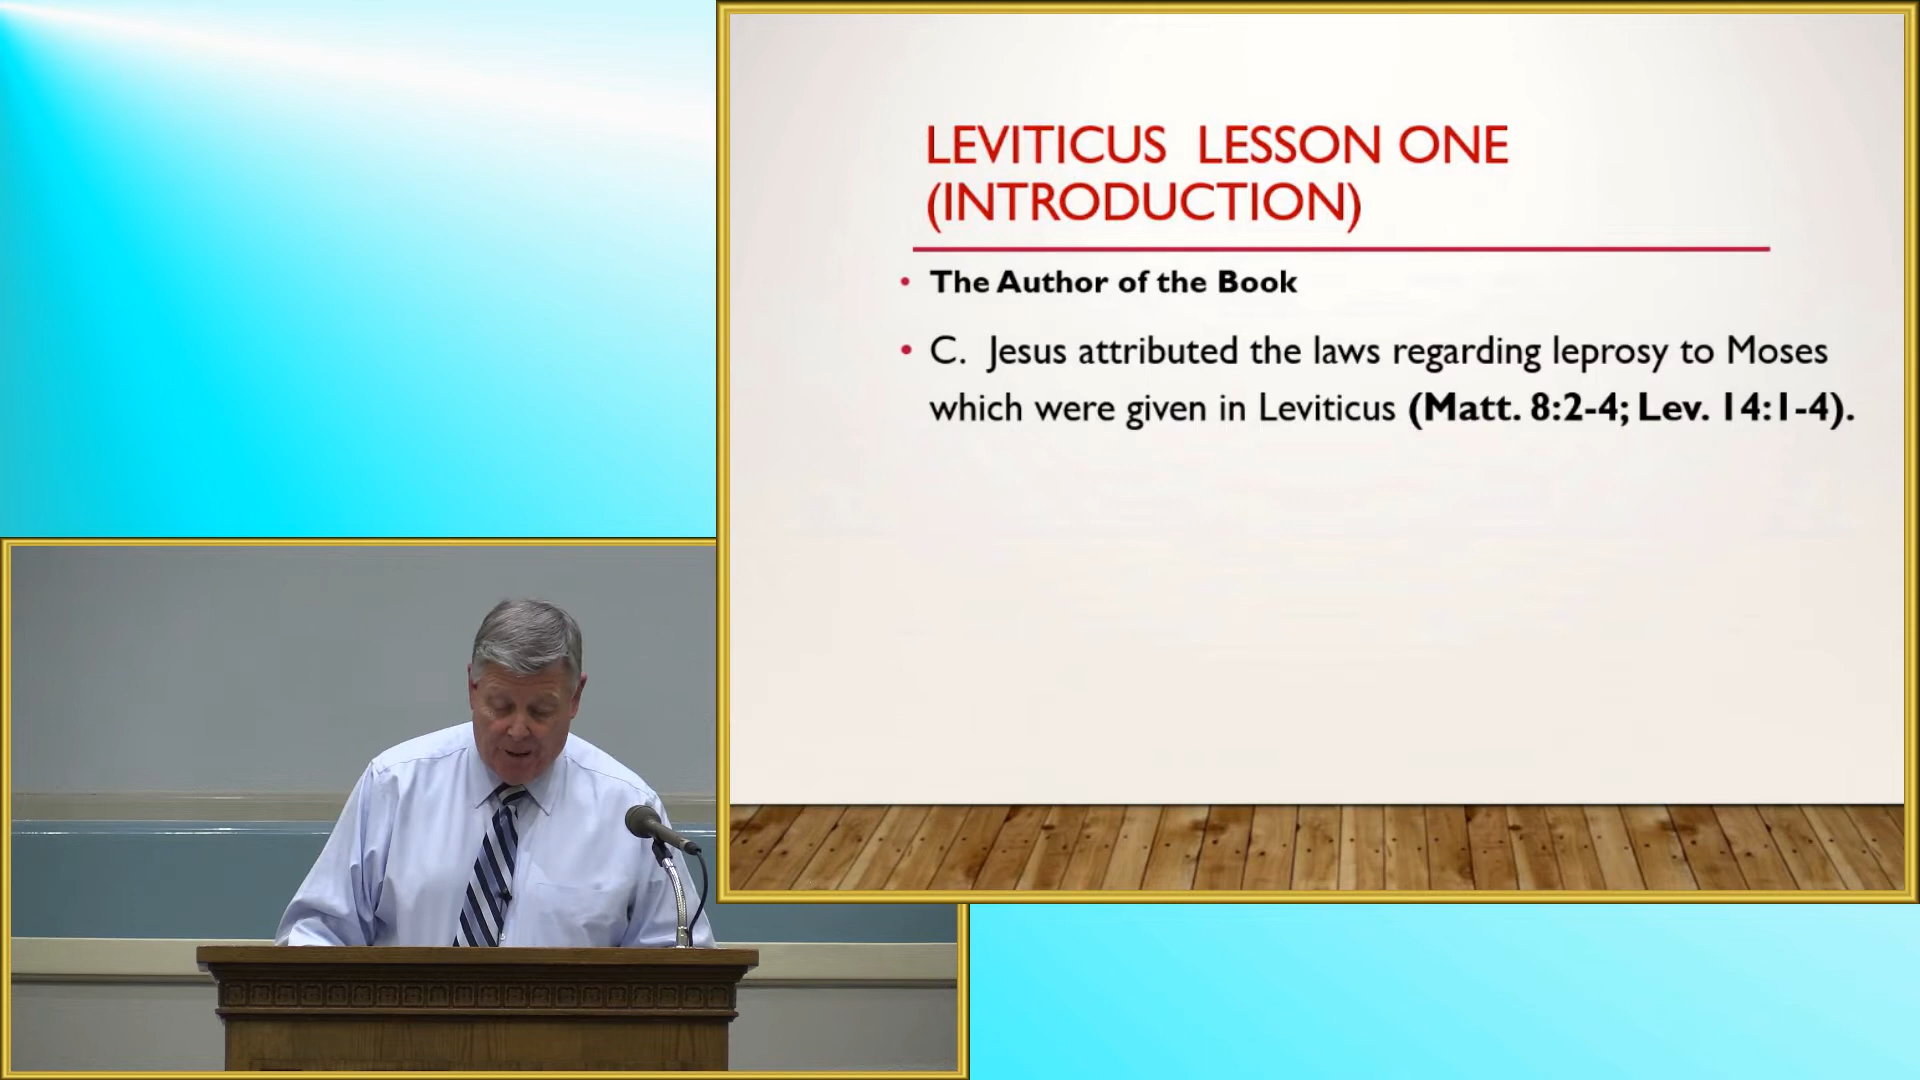 LEVITICUS LESSON ONE
(INTRODUCTION)
• The Author of the Book
• C. Jesus attributed the laws regarding leprosy to Moses
which were given in Leviticus (Matt. 8:2-4; Lev. 14:1-4).